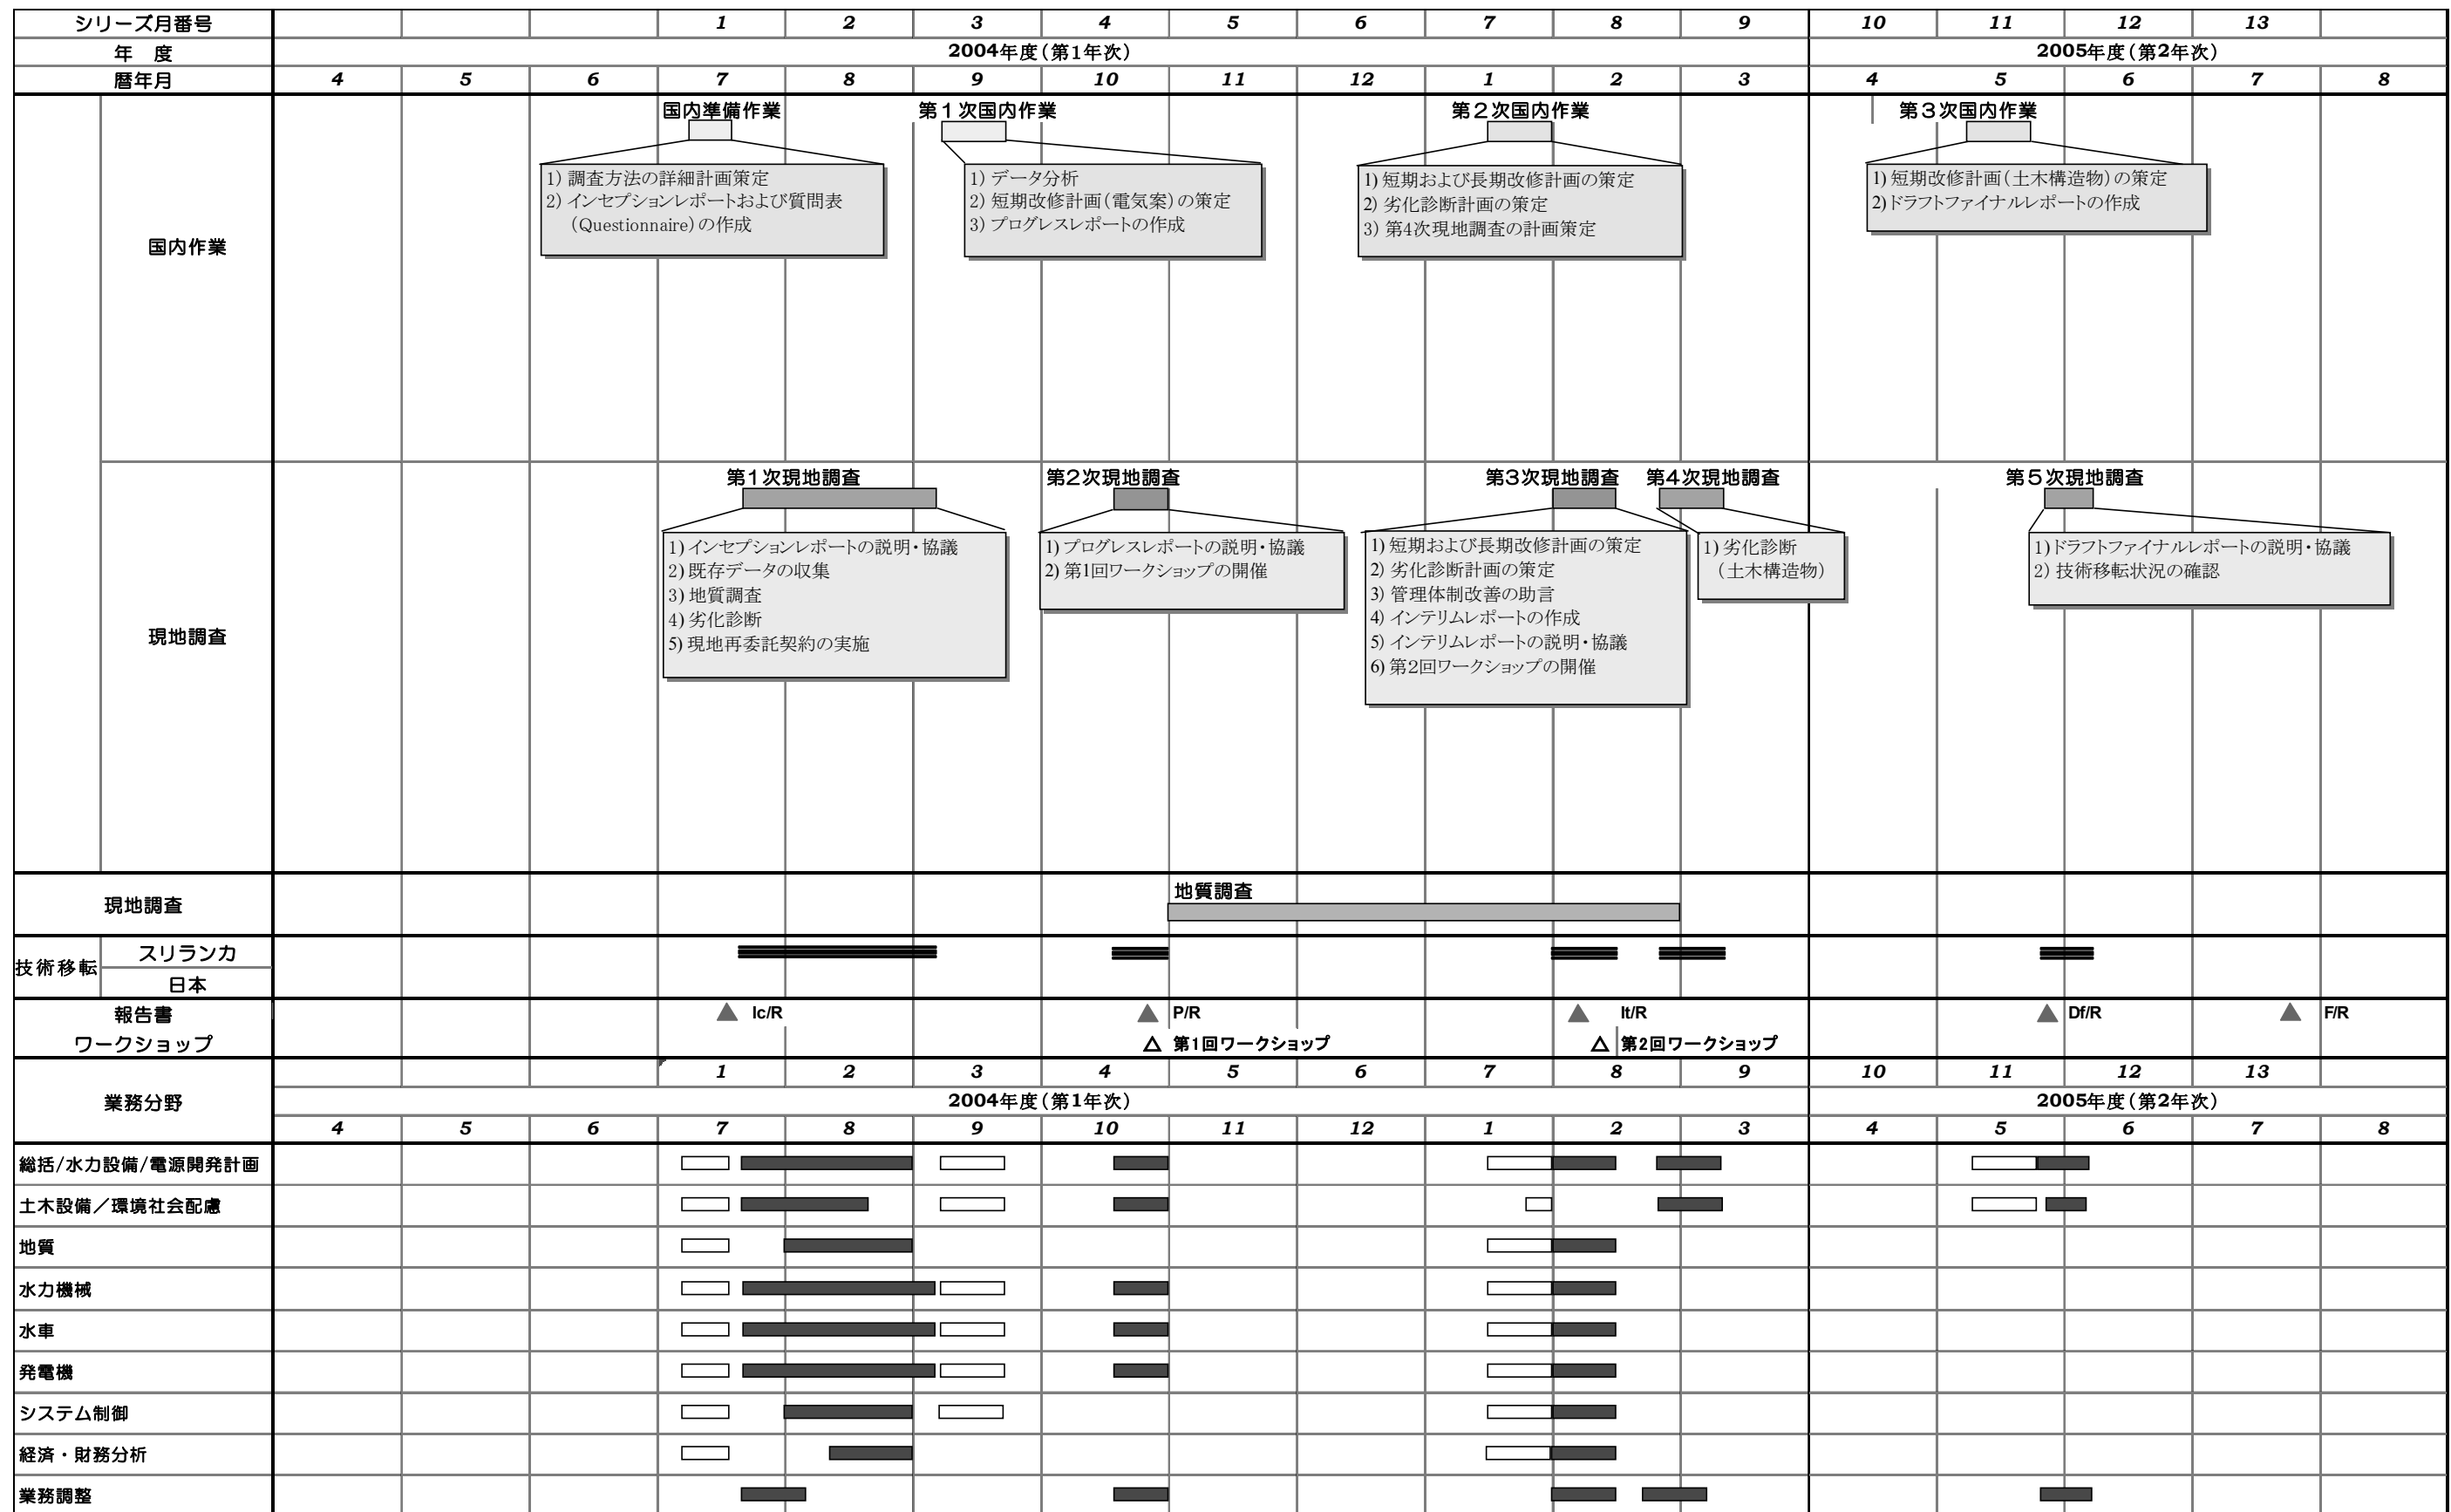 シリーズ月番号 1 2 3 4 5 6 7 8 9 10 11 12 13
年 度 2004年度(第1年次) 2005年度(第2年次)
暦年月 4 5 6 7 8 9 10 11 12 1 2 3 4 5 6 7 8
国内作業
国内準備作業
1) 調査方法の詳細計画策定
2) インセプションレポートおよび質問表
(Questionnaire)の作成
第1次国内作業
1) データ分析
2) 短期改修計画(電気案)の策定
3) プログレスレポートの作成
第2次国内作業
1) 短期および長期改修計画の策定
2) 劣化診断計画の策定
3) 第4次現地調査の計画策定
第3次国内作業
1) 短期改修計画(土木構造物)の策定
2)ドラフトファイナルレポートの作成
現地調査
第1次現地調査
1) インセプションレポートの説明・協議
2) 既存データの収集
3) 地質調査
4) 劣化診断
5) 現地再委託契約の実施
第2次現地調査
1) プログレスレポートの説明・協議
2) 第1回ワークショップの開催
第3次現地調査
1) 短期および長期改修計画の策定
2) 劣化診断計画の策定
3) 管理体制改善の助言
4) インテリムレポートの作成
5) インテリムレポートの説明・協議
6) 第2回ワークショップの開催
第4次現地調査
1) 劣化診断
(土木構造物)
第5次現地調査
1)ドラフトファイナルレポートの説明・協議
2) 技術移転状況の確認
現地調査
地質調査
技術移転
スリランカ
日本
報告書 Ic/R P/R It/R Df/R F/R
ワークショップ 第1回ワークショップ 第2回ワークショップ
業務分野
1 2 3 4 5 6 7 8 9 10 11 12 13
2004年度(第1年次) 2005年度(第2年次)
4 5 6 7 8 9 10 11 12 1 2 3 4 5 6 7 8
総括/水力設備/電源開発計画
土木設備/環境社会配慮
地質
水力機械
水車
発電機
システム制御
経済・財務分析
業務調整